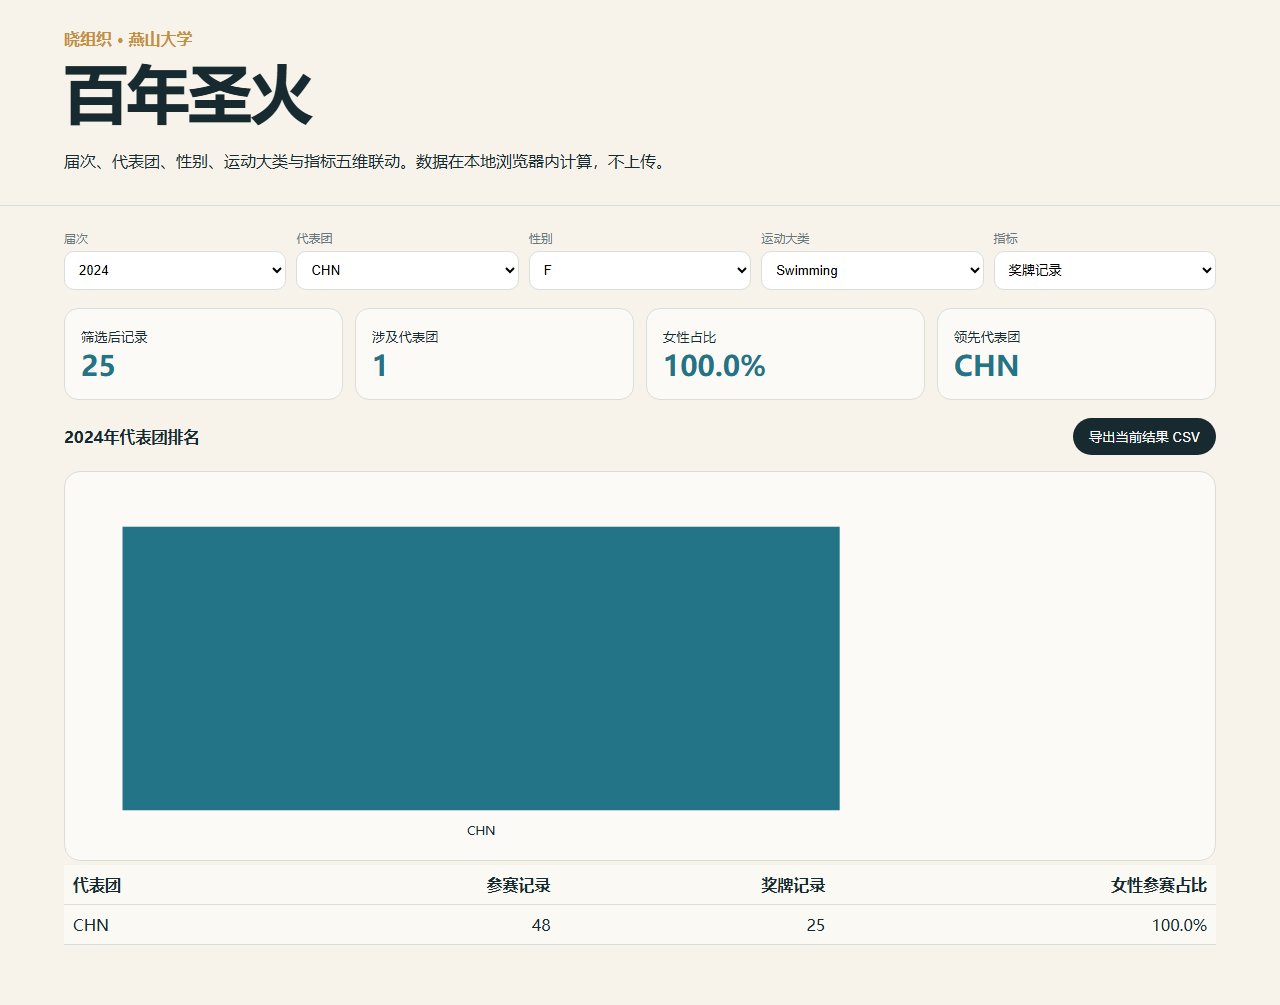 晓组织 • 燕山大学
百年圣火
届次、代表团、性别、运动大类与指标五维联动。数据在本地浏览器内计算，不上传。
届次 代表团 性别 运动大类 指标
2024 CHN F Swimming 奖牌记录
筛选后记录 涉及代表团 女性占比 领先代表团
25 1 100.0% CHN
2024年代表团排名 导出当前结果 CSV
CHN
代表团 参赛记录 奖牌记录 女性参赛占比
CHN 48 25 100.0%